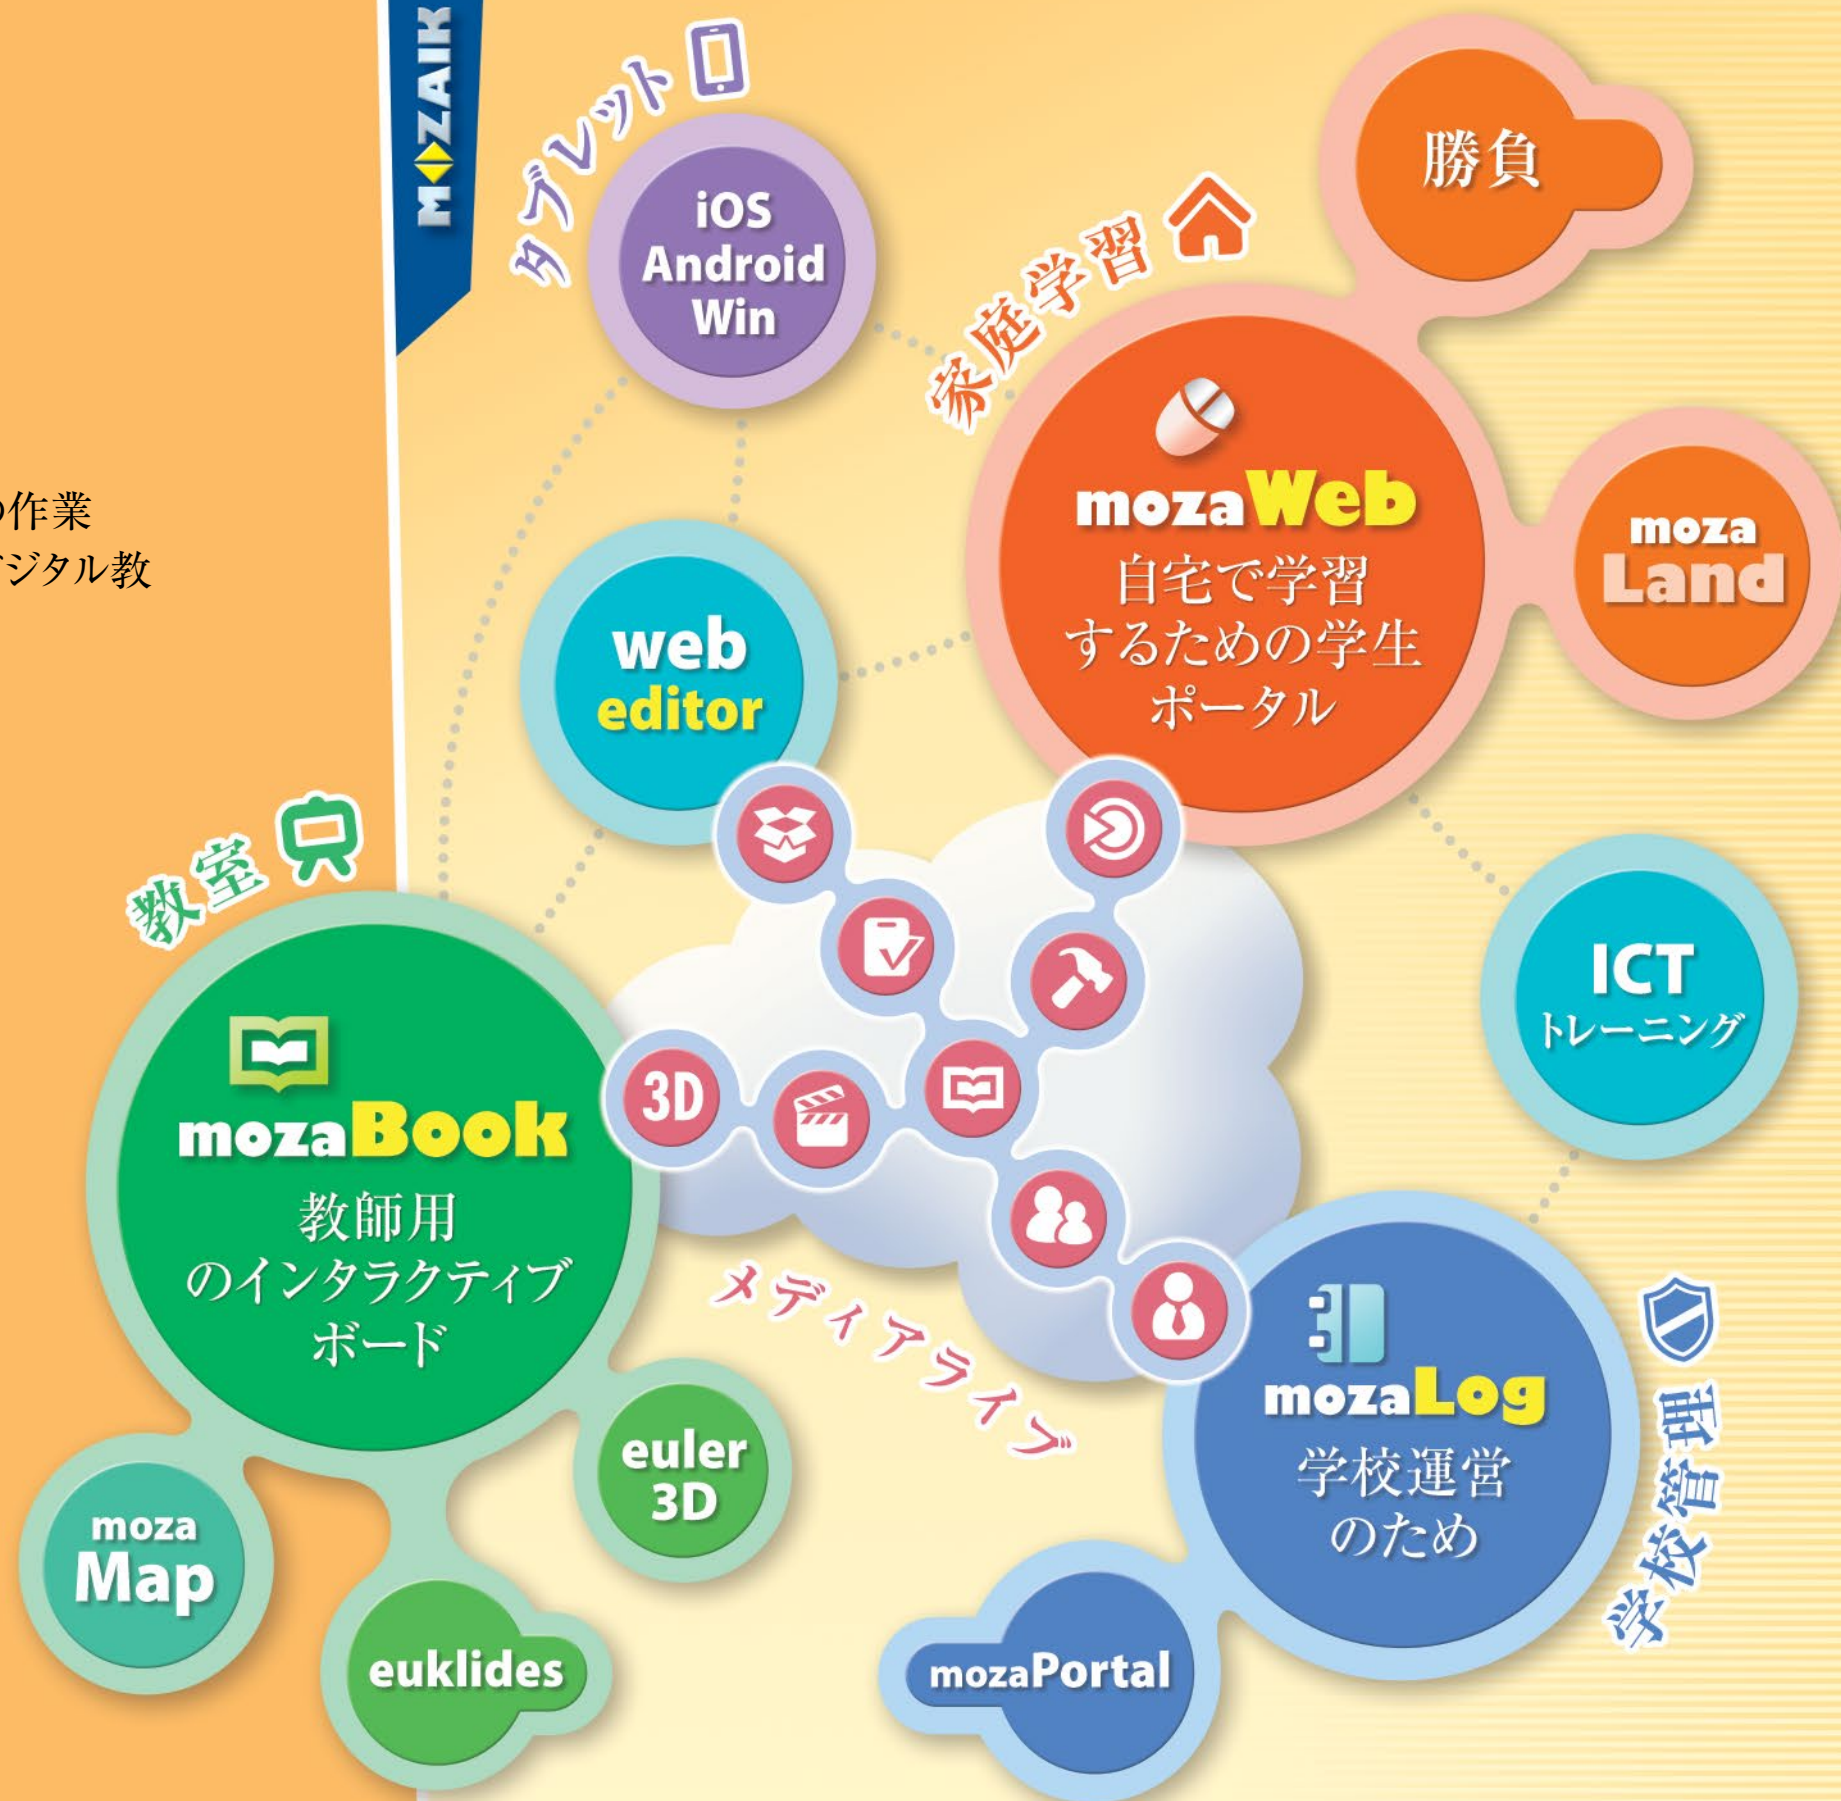 MOZAIK
タブレット
iOS
Android
Win
勝負
家庭学習
mozaWeb
自宅で学習
するための学生
ポータル
moza
Land
の作業
デジタル教
web
editor
教室
ICT
トレーニング
3D
mozaBook
教師用
のインタラクティブ
ボード
メディアライブ
mozaLog
学校運営
のため
学校管理
euler
3D
moza
Map
euklides
mozaPortal